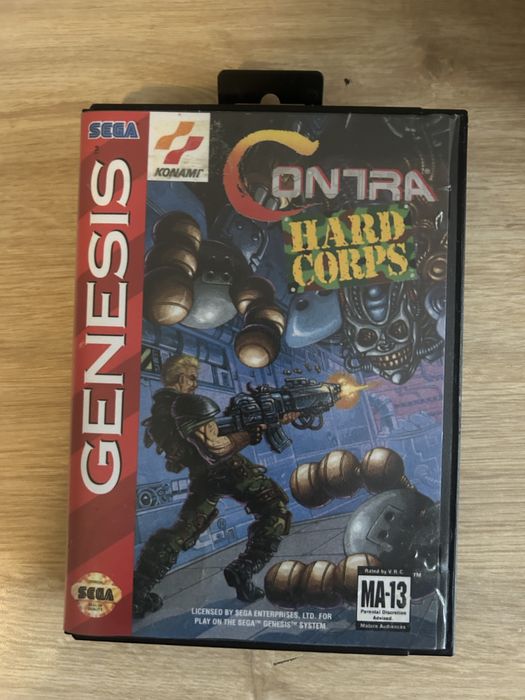 SEGA
KONAMI
GENESIS
CONTRA
HARD
CORPS
Rated by V.R.C.
™
MA-13
Parental Discretion
Advised.
Mature Audiences
LICENSED BY SEGA ENTERPRISES, LTD. FOR
PLAY ON THE SEGA™ GENESIS™ SYSTEM.
SEGA